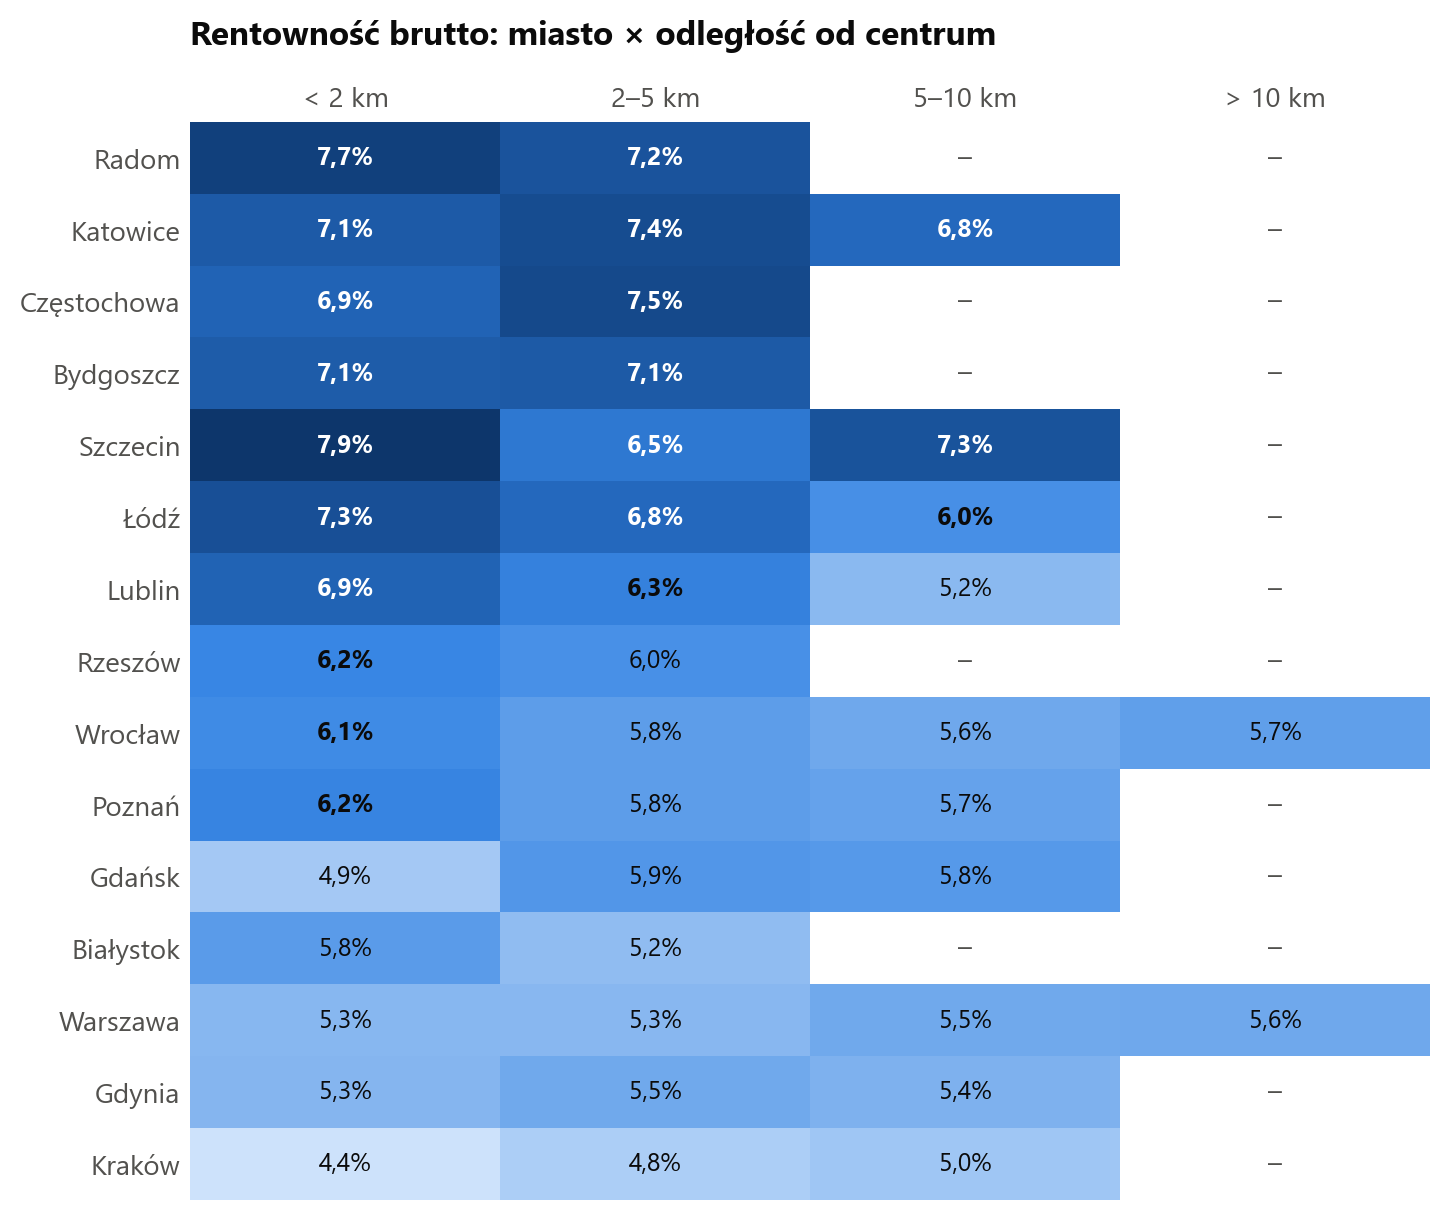 Rentowność brutto: miasto × odległość od centrum
< 2 km 2–5 km 5–10 km > 10 km
Radom 7,7% 7,2% – –
Katowice 7,1% 7,4% 6,8% –
Częstochowa 6,9% 7,5% – –
Bydgoszcz 7,1% 7,1% – –
Szczecin 7,9% 6,5% 7,3% –
Łódź 7,3% 6,8% 6,0% –
Lublin 6,9% 6,3% 5,2% –
Rzeszów 6,2% 6,0% – –
Wrocław 6,1% 5,8% 5,6% 5,7%
Poznań 6,2% 5,8% 5,7% –
Gdańsk 4,9% 5,9% 5,8% –
Białystok 5,8% 5,2% – –
Warszawa 5,3% 5,3% 5,5% 5,6%
Gdynia 5,3% 5,5% 5,4% –
Kraków 4,4% 4,8% 5,0% –